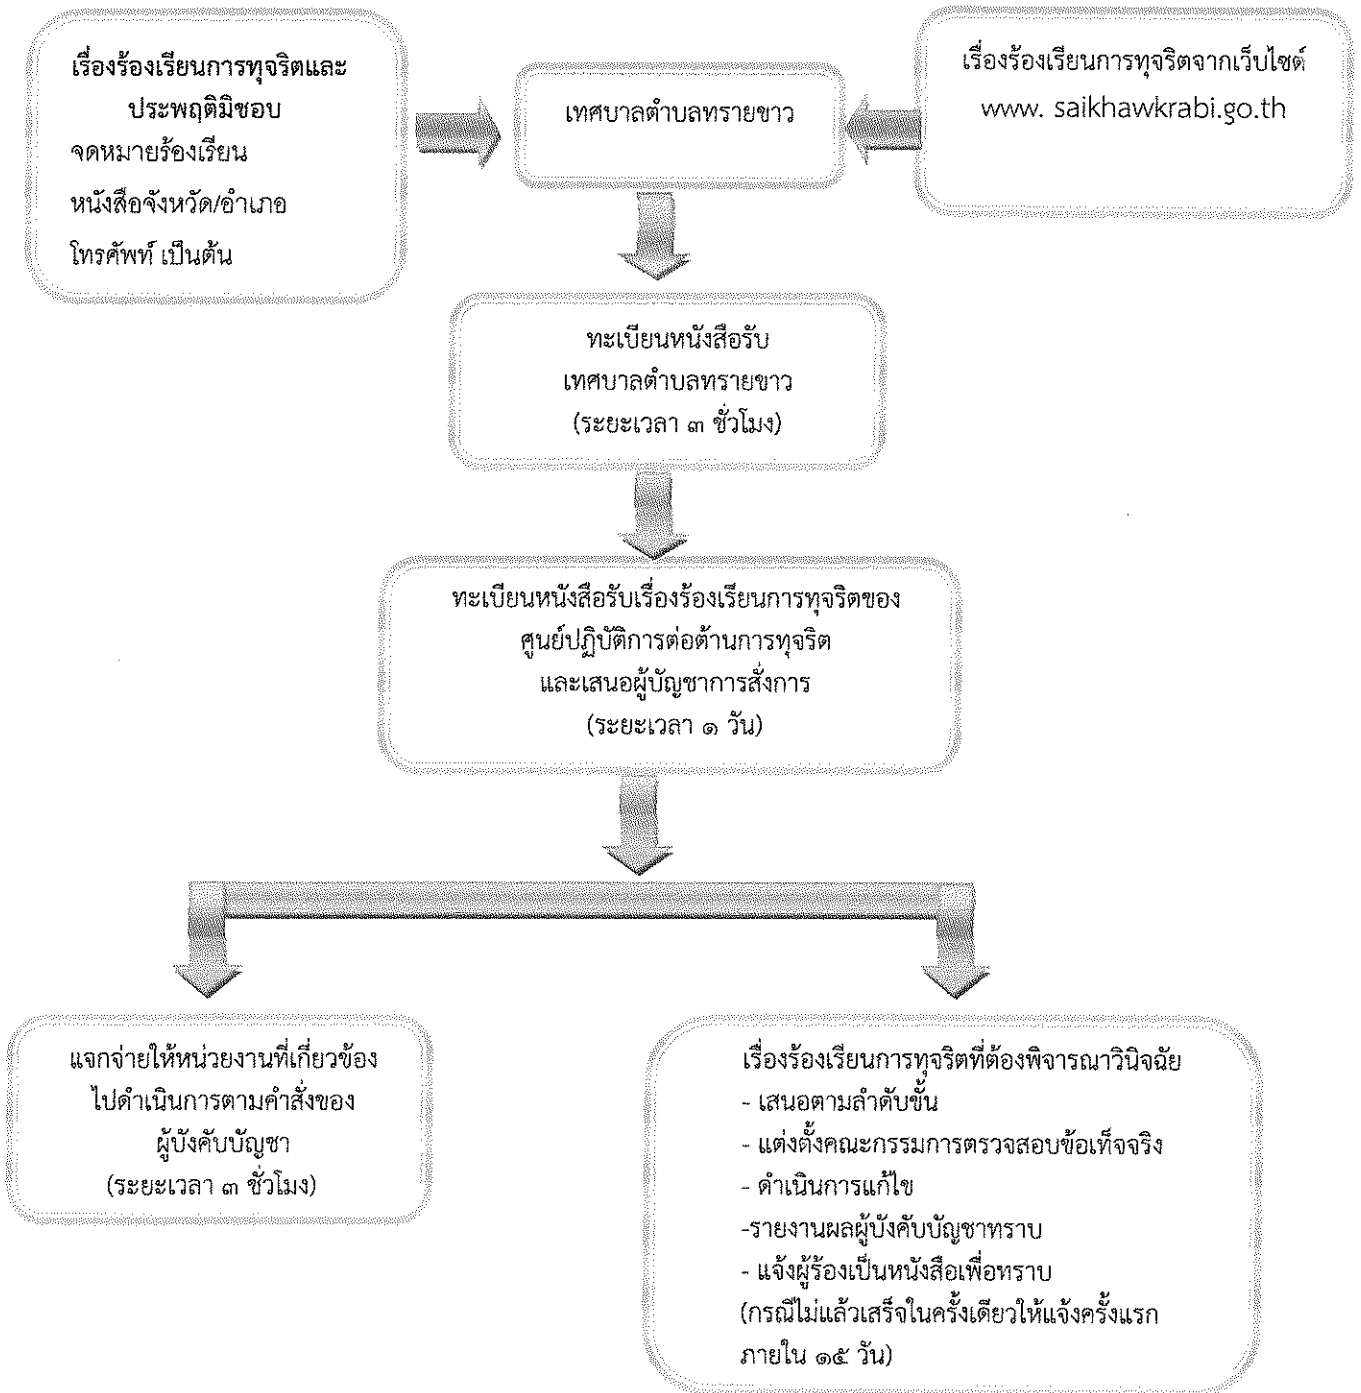 เรื่องร้องเรียนการทุจริตและ
ประพฤติมิชอบ
จดหมายร้องเรียน
หนังสือจังหวัด/อำเภอ
โทรศัพท์ เป็นต้น
เทศบาลตำบลทรายขาว
เรื่องร้องเรียนการทุจริตจากเว็บไซต์
www. saikhawkrabi.go.th
ทะเบียนหนังสือรับ
เทศบาลตำบลทรายขาว
(ระยะเวลา ๓ ชั่วโมง)
ทะเบียนหนังสือรับเรื่องร้องเรียนการทุจริตของ
ศูนย์ปฏิบัติการต่อต้านการทุจริต
และเสนอผู้บัญชาการสั่งการ
(ระยะเวลา ๑ วัน)
แจกจ่ายให้หน่วยงานที่เกี่ยวข้อง
ไปดำเนินการตามคำสั่งของ
ผู้บังคับบัญชา
(ระยะเวลา ๓ ชั่วโมง)
เรื่องร้องเรียนการทุจริตที่ต้องพิจารณาวินิจฉัย
- เสนอตามลำดับขั้น
- แต่งตั้งคณะกรรมการตรวจสอบข้อเท็จจริง
- ดำเนินการแก้ไข
-รายงานผลผู้บังคับบัญชาทราบ
- แจ้งผู้ร้องเป็นหนังสือเพื่อทราบ
(กรณีไม่แล้วเสร็จในครั้งเดียวให้แจ้งครั้งแรก
ภายใน ๑๕ วัน)